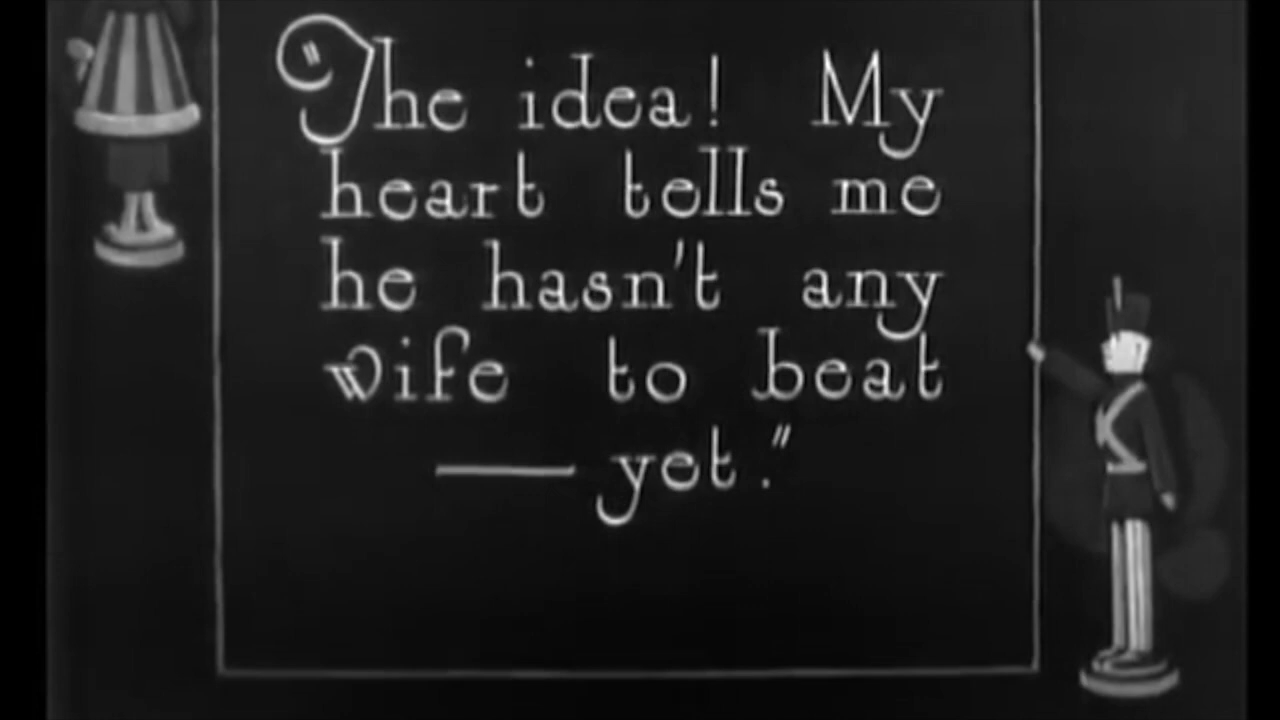 "The idea! My
heart tells me
he hasn't any
wife to beat
— yet."